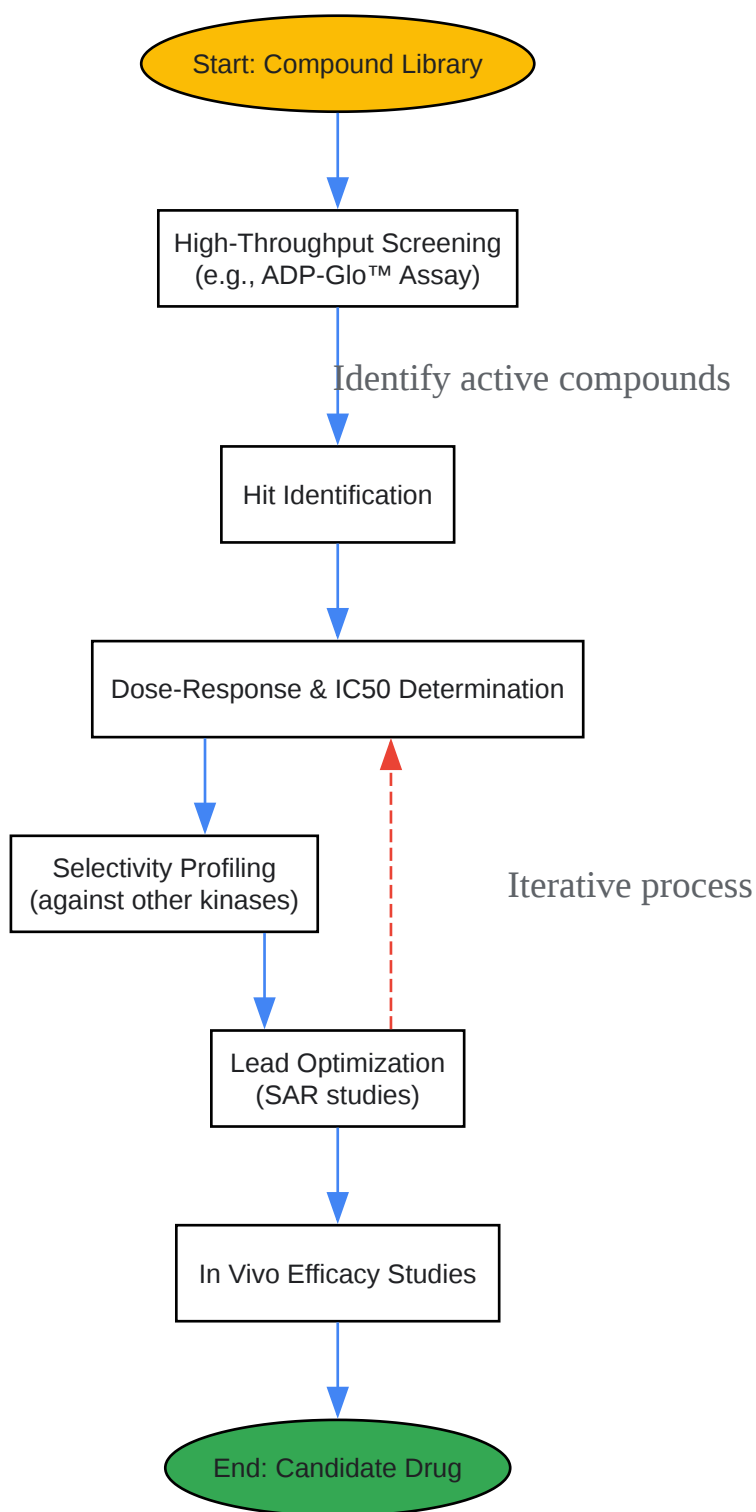 Start: Compound Library
High-Throughput Screening
(e.g., ADP-Glo™ Assay)
Identify active compounds
Hit Identification
Dose-Response & IC50 Determination
Selectivity Profiling
(against other kinases)
Iterative process
Lead Optimization
(SAR studies)
In Vivo Efficacy Studies
End: Candidate Drug